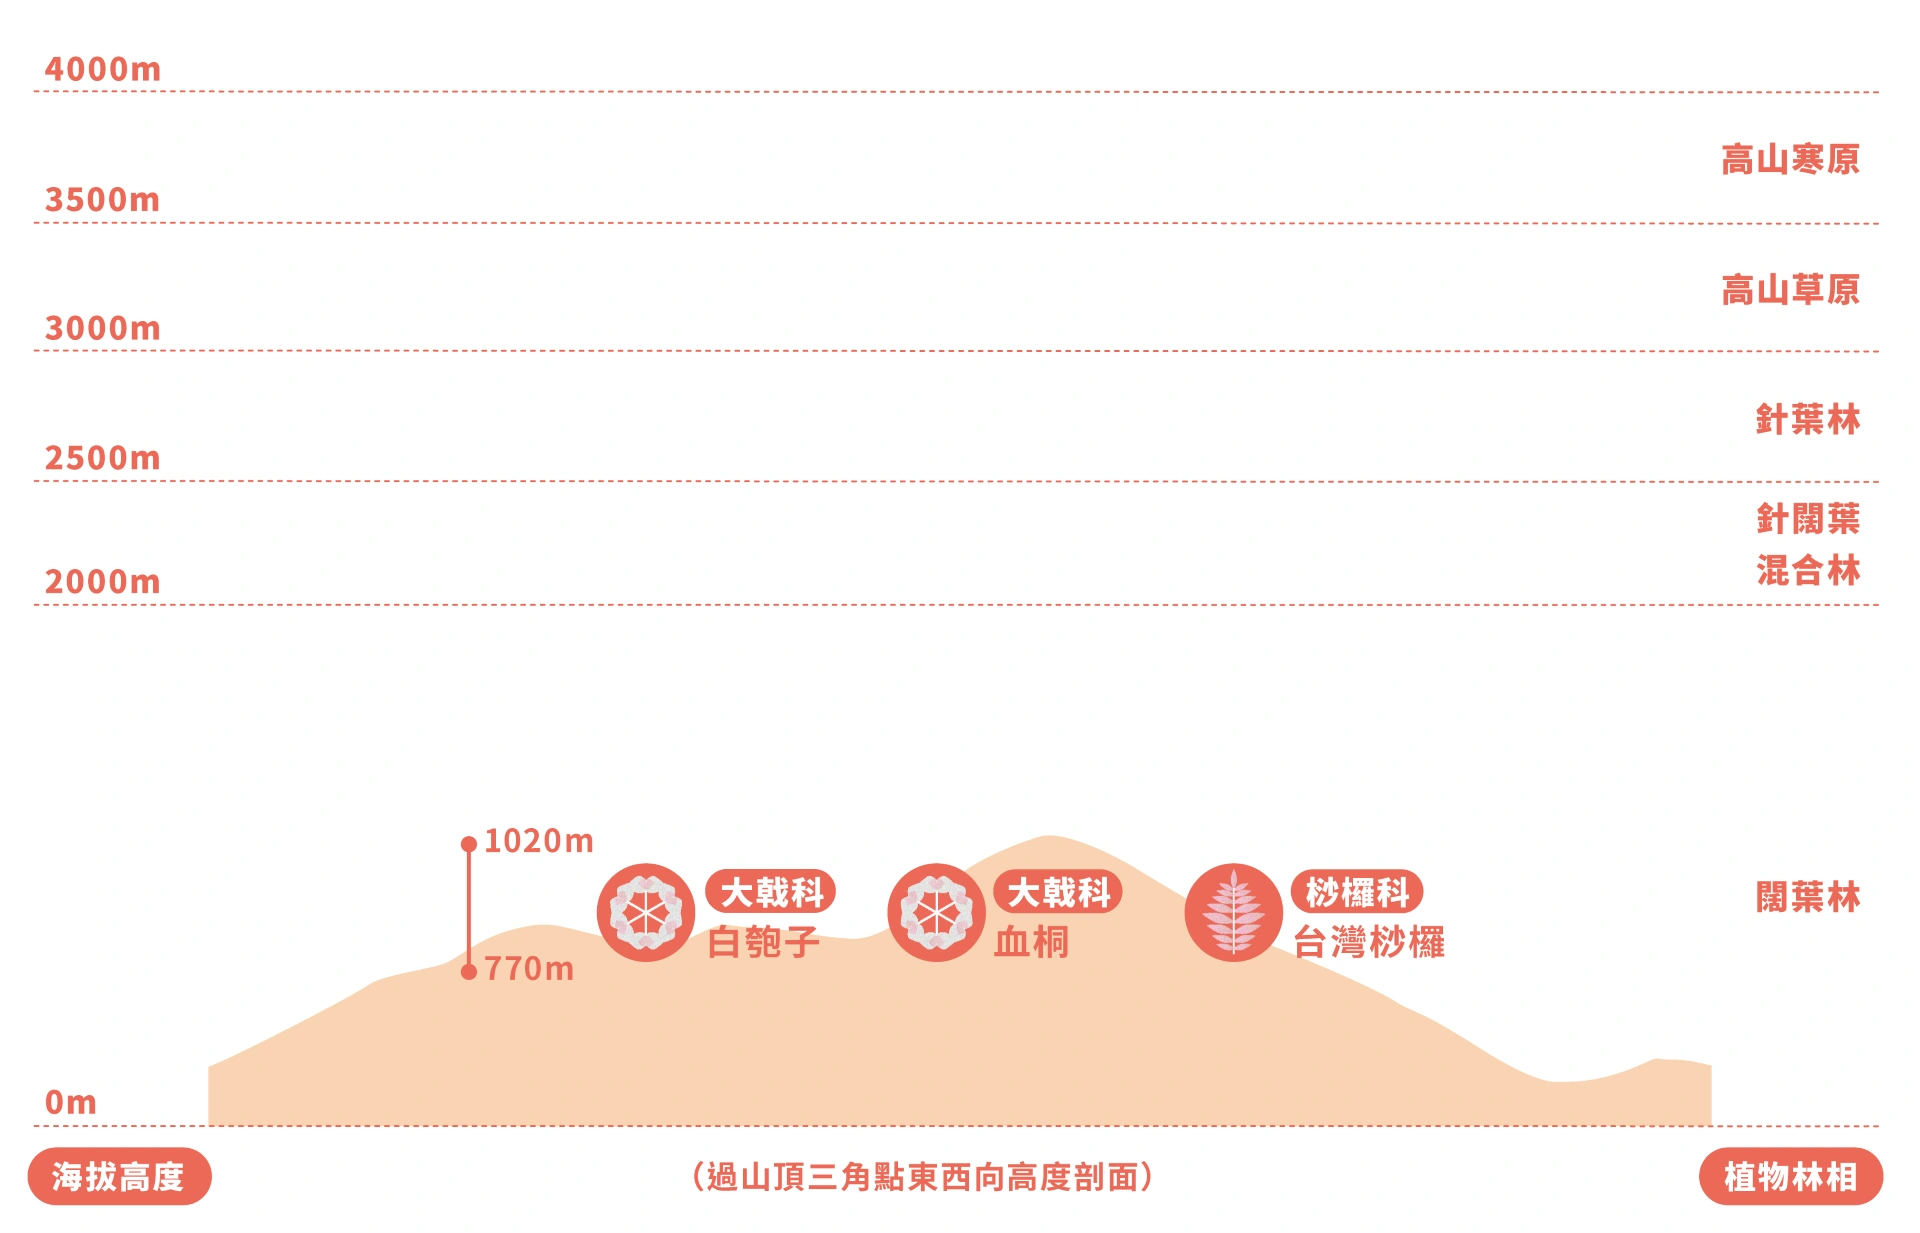 4000m
高山寒原
3500m
高山草原
3000m
針葉林
2500m
針闊葉
混合林
2000m
1020m
大戟科
大戟科
桫欏科
闊葉林
白匏子
血桐
台灣桫欏
770m
0m
海拔高度
（過山頂三角點東西向高度剖面）
植物林相